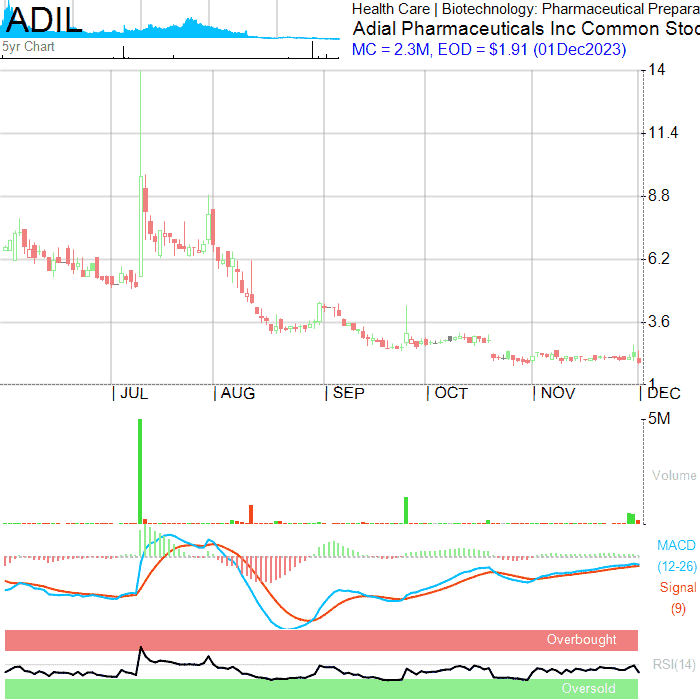 ADIL
5yr Chart
Health Care | Biotechnology: Pharmaceutical Prepara
Adial Pharmaceuticals Inc Common Stoc
MC = 2.3M, EOD = $1.91 (01Dec2023)
14
11.4
8.8
6.2
3.6
1
JUL AUG SEP OCT NOV DEC
5M
Volume
MACD
(12-26)
Signal
(9)
Overbought
RSI(14)
Oversold